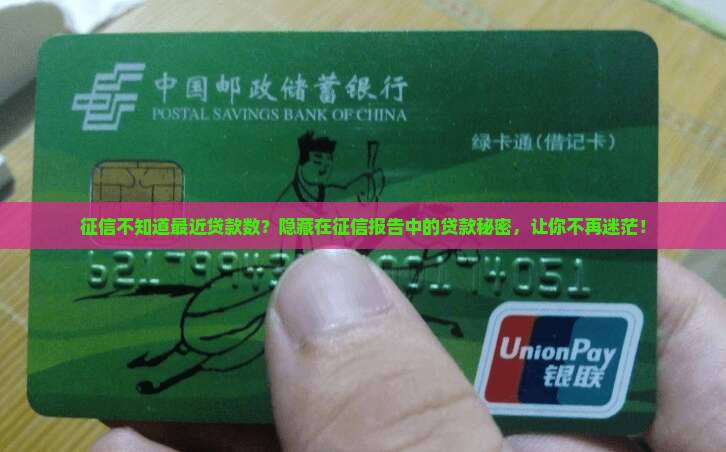 中国邮政储蓄银行
POSTAL SAVINGS BANK OF CHINA
绿卡通(借记卡)
征信不知道最近贷款数?隐藏在征信报告中的贷款秘密，让你不再迷茫！
UnionPay
银联